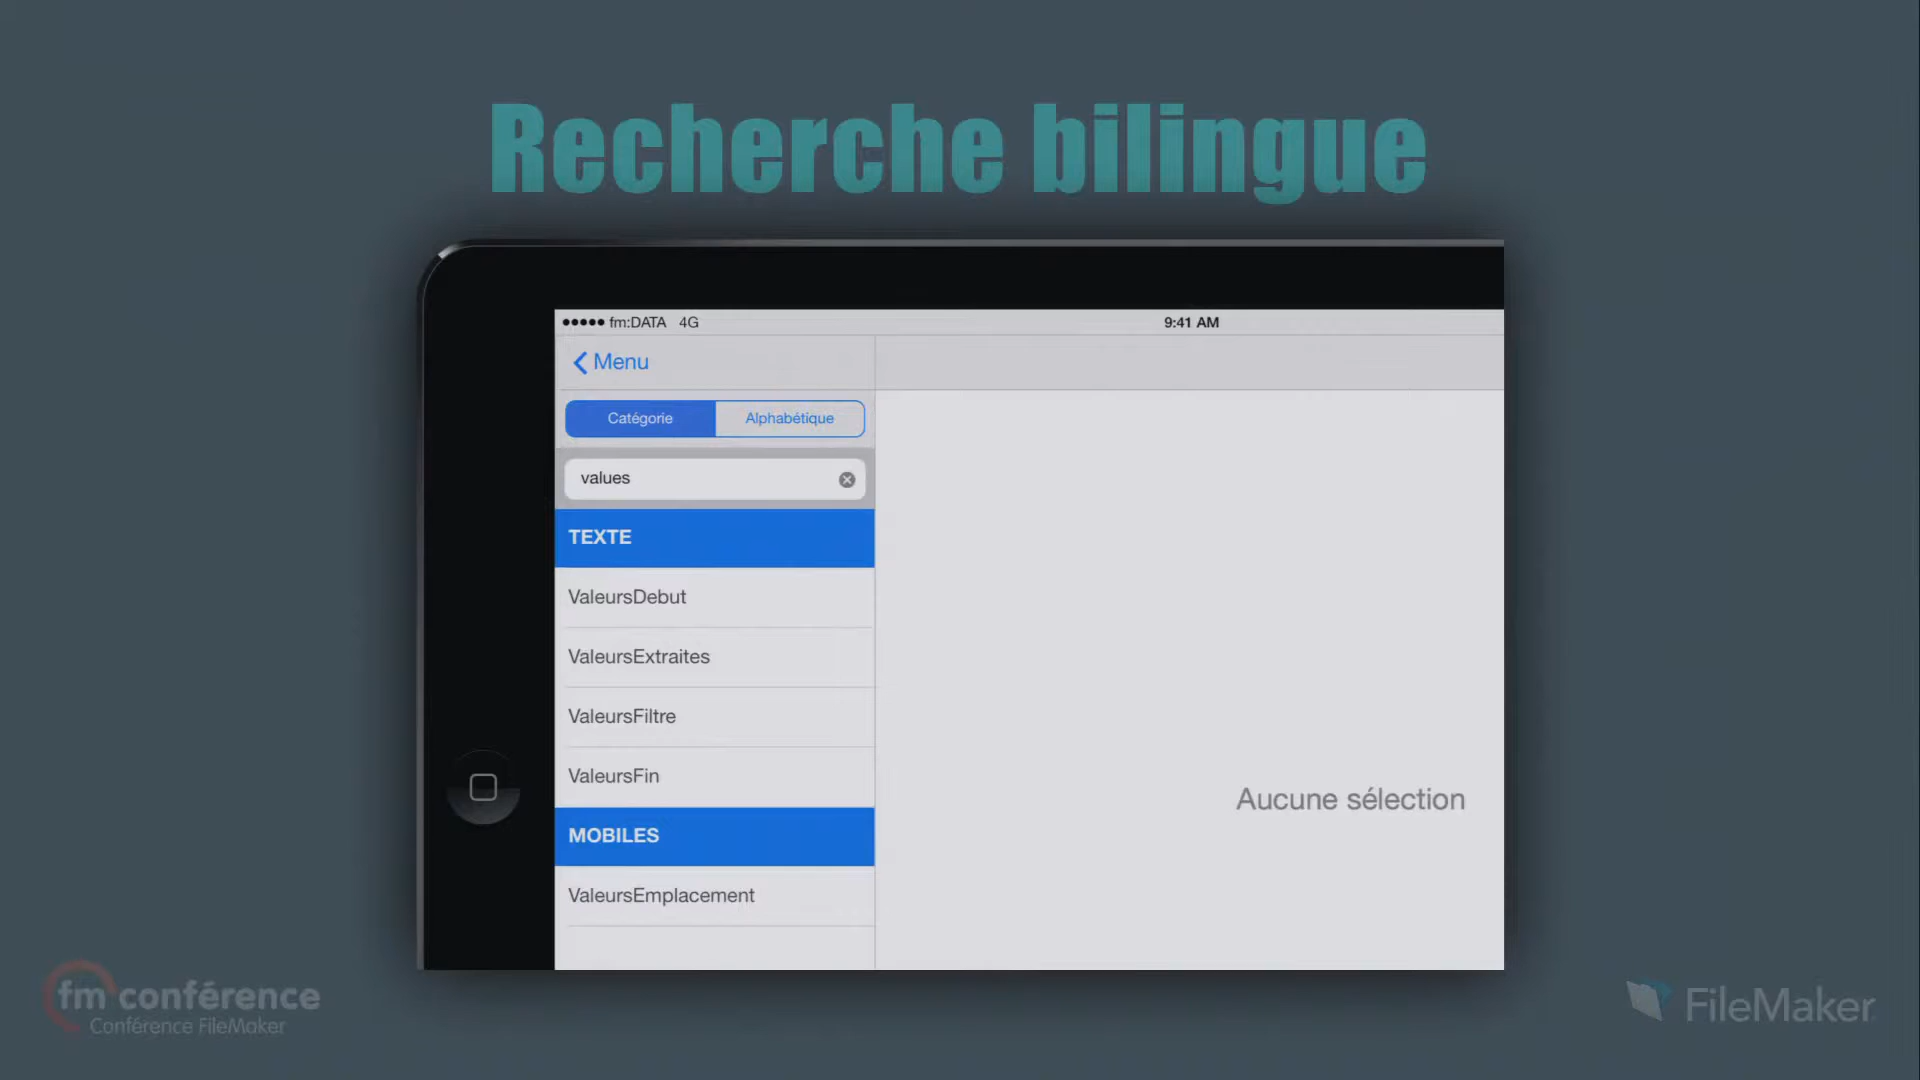 Recherche bilingue
fm:DATA 4G
9:41 AM
Menu
Catégorie
Alphabétique
values
TEXTE
ValeursDebut
ValeursExtraites
ValeursFiltre
ValeursFin
MOBILES
ValeursEmplacement
Aucune sélection
fm conférence
Conférence FileMaker
FileMaker